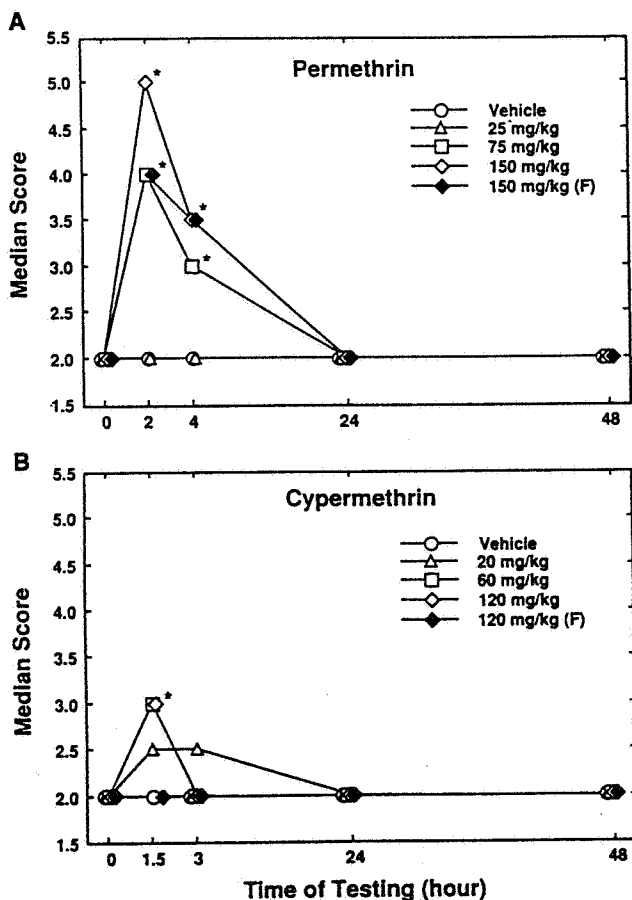 A
Permethrin
Median Score
5.5
5.0
4.5
4.0
3.5
3.0
2.5
2.0
1.5
Vehicle
25 mg/kg
75 mg/kg
150 mg/kg
150 mg/kg (F)
*
*
*
*
0 2 4 24 48
B
Cypermethrin
Median Score
5.5
5.0
4.5
4.0
3.5
3.0
2.5
2.0
1.5
Vehicle
20 mg/kg
60 mg/kg
120 mg/kg
120 mg/kg (F)
*
0 1.5 3 24 48
Time of Testing (hour)